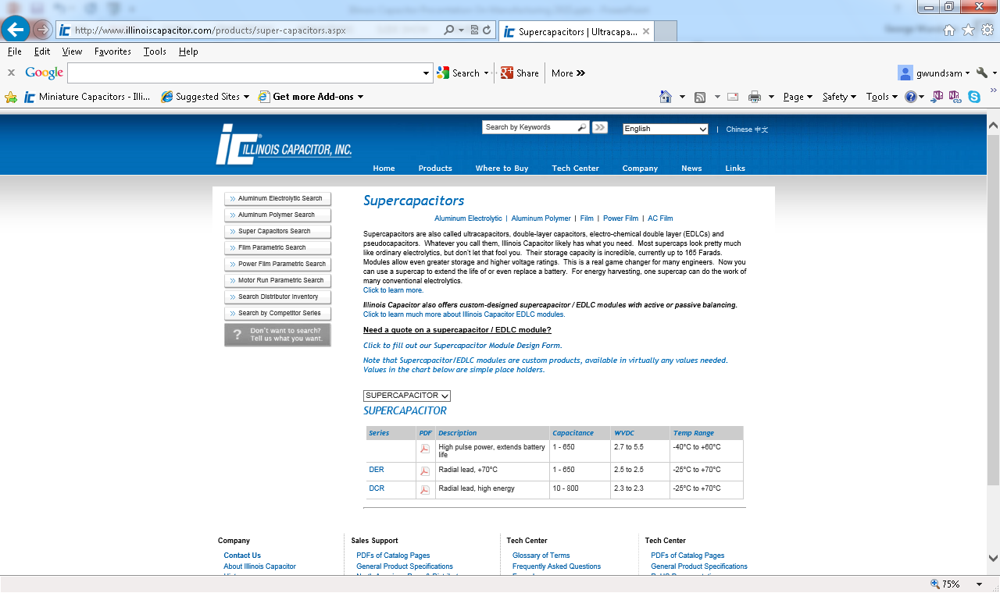 http://www.illinoiscapacitor.com/products/super-capacitors.aspx
Supercapacitors | Ultracapa...
File Edit View Favorites Tools Help
Google Search Share More »
gwundsam
Miniature Capacitors - Illi... Suggested Sites Get more Add-ons
Page Safety Tools
ic® ILLINOIS CAPACITOR, INC.
Search by Keywords
English | Chinese 中文
Home Products Where to Buy Tech Center Company News Links
Aluminum Electrolytic Search
Aluminum Polymer Search
Super Capacitors Search
Film Parametric Search
Power Film Parametric Search
Motor Run Parametric Search
Search Distributor Inventory
Search by Competitor Series
? Don't want to search?
Tell us what you want.
Supercapacitors
Aluminum Electrolytic | Aluminum Polymer | Film | Power Film | AC Film
Supercapacitors are also called ultracapacitors, double-layer capacitors, electro-chemical double layer (EDLCs) and
pseudocapacitors. Whatever you call them, Illinois Capacitor likely has what you need. Most supercaps look pretty much
like ordinary electrolytics, but don't let that fool you. Their storage capacity is incredible, currently up to 165 Farads.
Modules allow even greater storage and higher voltage ratings. This is a real game changer for many engineers. Now you
can use a supercap to extend the life of or even replace a battery. For energy harvesting, one supercap can do the work of
many conventional electrolytics.
Click to learn more.
Illinois Capacitor also offers custom-designed supercapacitor / EDLC modules with active or passive balancing.
Click to learn much more about Illinois Capacitor EDLC modules.
Need a quote on a supercapacitor / EDLC module?
Click to fill out our Supercapacitor Module Design Form.
Note that Supercapacitor/EDLC modules are custom products, available in virtually any values needed.
Values in the chart below are simple place holders.
SUPERCAPACITOR
SUPERCAPACITOR
Series PDF Description Capacitance WVDC Temp Range
High pulse power, extends battery life 1 - 650 2.7 to 5.5 -40°C to +60°C
DER Radial lead, +70°C 1 - 650 2.5 to 2.5 -25°C to +70°C
DCR Radial lead, high energy 10 - 800 2.3 to 2.3 -25°C to +70°C
Company
Contact Us
About Illinois Capacitor
Sales Support
PDFs of Catalog Pages
General Product Specifications
Tech Center
Glossary of Terms
Frequently Asked Questions
Tech Center
PDFs of Catalog Pages
General Product Specifications
75%